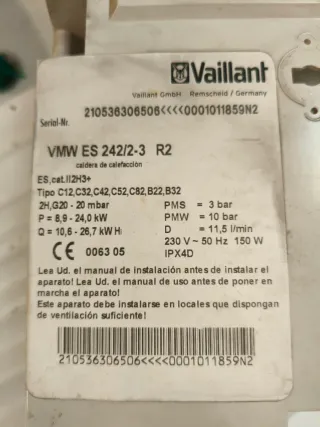 Vaillant
Vaillant GmbH Remscheid / Germany
Serial-Nr. 210536306506<<<<0001011859N2
VMW ES 242/2-3 R2
caldera de calefacción
ES,cat.II2H3+
Tipo C12,C32,C42,C52,C82,B22,B32
2H,G20 - 20 mbar PMS = 3 bar
P = 8,9 - 24,0 kW PMW = 10 bar
Q = 10,6 - 26,7 kW Hi D = 11,5 l/min
230 V ~ 50 Hz 150 W
CE 0063 05 IPX4D
Lea Ud. el manual de instalación antes de instalar el
aparato! Lea Ud. el manual de uso antes de poner en
marcha el aparato!
Este aparato debe instalarse en locales que dispongan
de ventilación suficiente!
210536306506<<<<0001011859N2